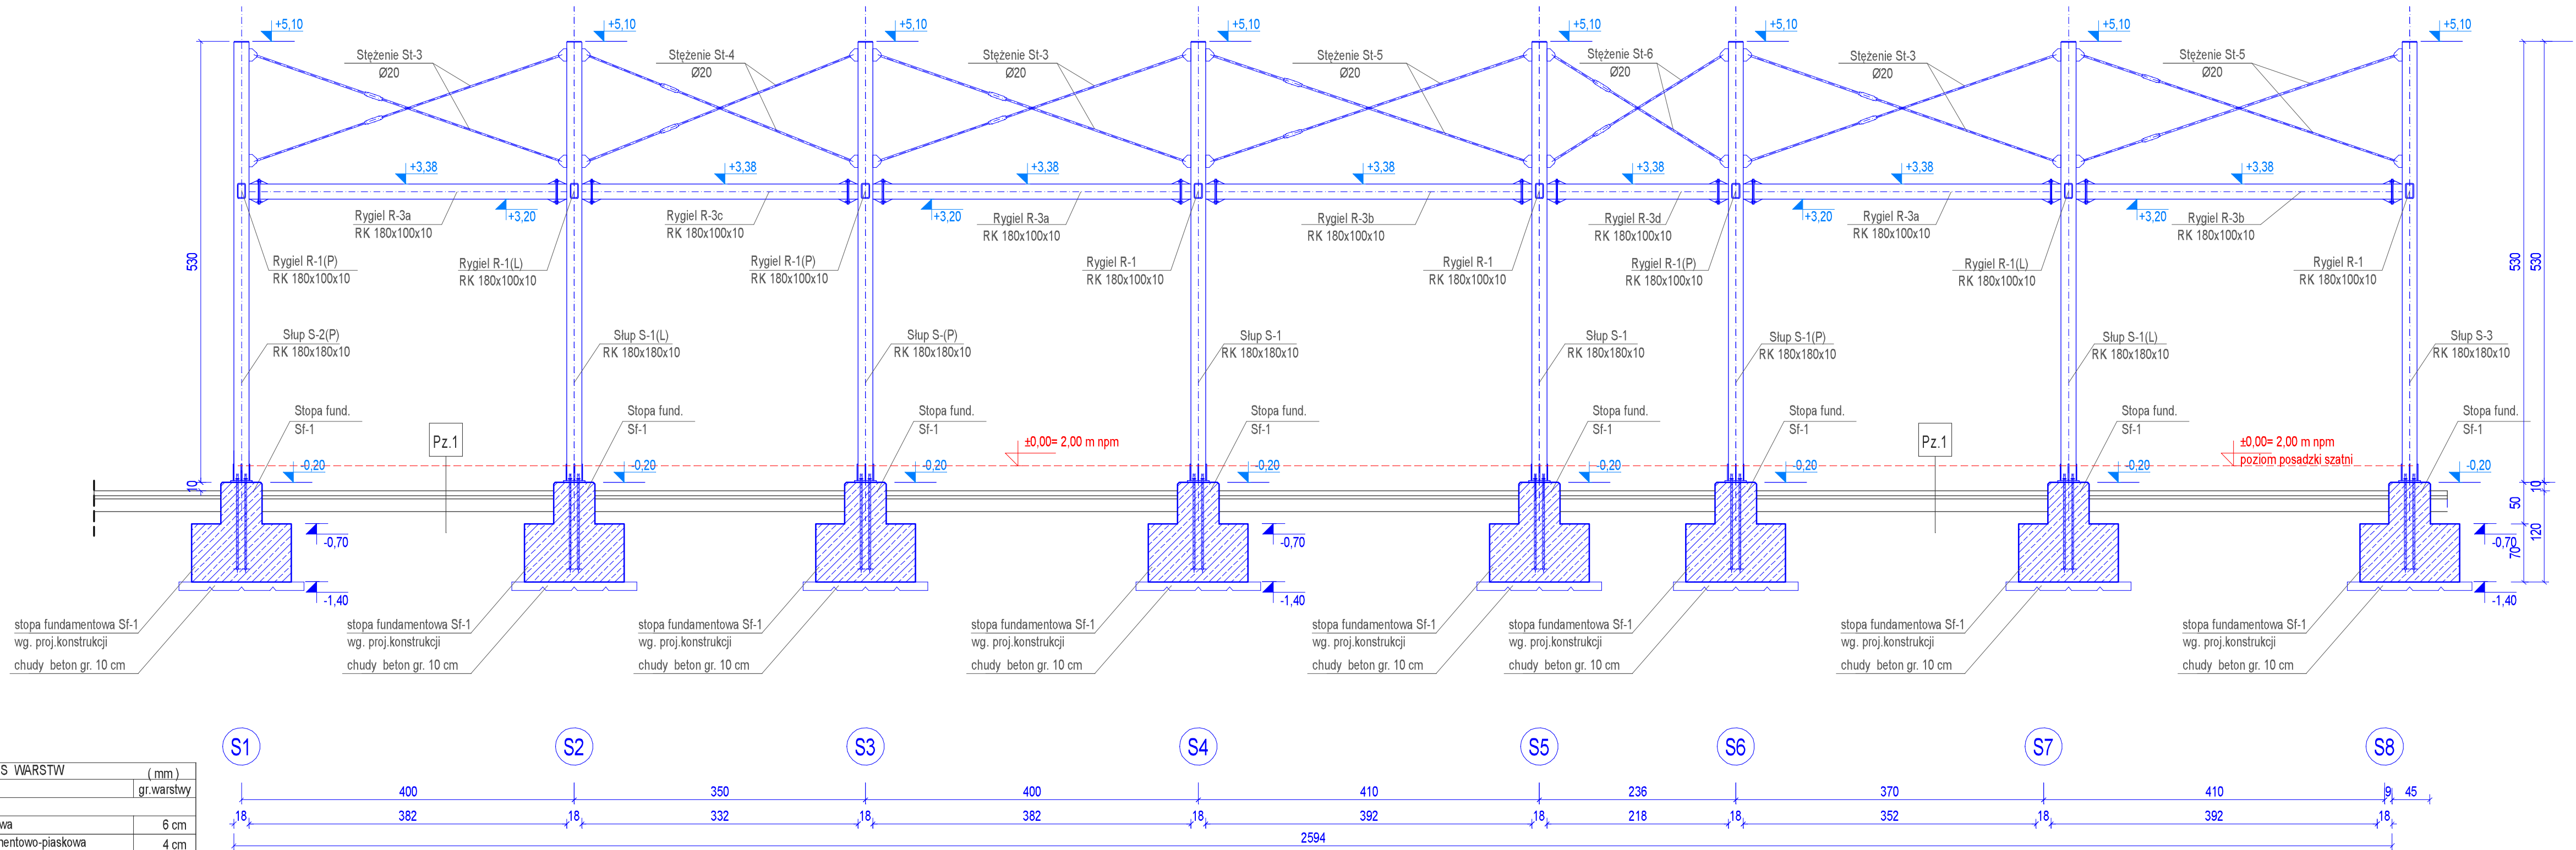 +5,10 +5,10 +5,10 +5,10 +5,10 +5,10 +5,10 +5,10
Stężenie St-3 Stężenie St-4 Stężenie St-3 Stężenie St-5 Stężenie St-6 Stężenie St-3 Stężenie St-5
Ø20 Ø20 Ø20 Ø20 Ø20 Ø20 Ø20
+3,38 +3,38 +3,38 +3,38 +3,38 +3,38 +3,38
Rygiel R-3a +3,20 Rygiel R-3c +3,20 Rygiel R-3a Rygiel R-3b Rygiel R-3d +3,20 Rygiel R-3a +3,20 Rygiel R-3b
RK 180x100x10 RK 180x100x10 RK 180x100x10 RK 180x100x10 RK 180x100x10 RK 180x100x10 RK 180x100x10
530 Rygiel R-1(P) Rygiel R-1(L) Rygiel R-1(P) Rygiel R-1 Rygiel R-1 Rygiel R-1(P) Rygiel R-1(L) Rygiel R-1 530 530
RK 180x100x10 RK 180x100x10 RK 180x100x10 RK 180x100x10 RK 180x100x10 RK 180x100x10 RK 180x100x10 RK 180x100x10
Słup S-2(P) Słup S-1(L) Słup S-(P) Słup S-1 Słup S-1 Słup S-1(P) Słup S-1(L) Słup S-3
RK 180x180x10 RK 180x180x10 RK 180x180x10 RK 180x180x10 RK 180x180x10 RK 180x180x10 RK 180x180x10 RK 180x180x10
Stopa fund. Stopa fund. Stopa fund. Stopa fund. Stopa fund. Stopa fund. Stopa fund. Stopa fund.
Sf-1 Sf-1 Sf-1 Sf-1 Sf-1 Sf-1 Sf-1 Sf-1
Pz.1 ±0,00= 2,00 m npm Pz.1 ±0,00= 2,00 m npm
poziom posadzki szatni
-0,20 -0,20 -0,20 -0,20 -0,20 -0,20 -0,20 -0,20
10 10
50
120
-0,70 -0,70 -0,70
70
-1,40 -1,40 -1,40
stopa fundamentowa Sf-1 stopa fundamentowa Sf-1 stopa fundamentowa Sf-1 stopa fundamentowa Sf-1 stopa fundamentowa Sf-1 stopa fundamentowa Sf-1 stopa fundamentowa Sf-1 stopa fundamentowa Sf-1
wg. proj.konstrukcji wg. proj.konstrukcji wg. proj.konstrukcji wg. proj.konstrukcji wg. proj.konstrukcji wg. proj.konstrukcji wg. proj.konstrukcji wg. proj.konstrukcji
chudy beton gr. 10 cm chudy beton gr. 10 cm chudy beton gr. 10 cm chudy beton gr. 10 cm chudy beton gr. 10 cm chudy beton gr. 10 cm chudy beton gr. 10 cm chudy beton gr. 10 cm
S1 S2 S3 S4 S5 S6 S7 S8
S WARSTW ( mm )
gr.warstwy
400 350 400 410 236 370 410 9 45
18 382 18 332 18 382 18 392 18 218 18 352 18 392 18
wa 6 cm
2594
mentowo-piaskowa 4 cm